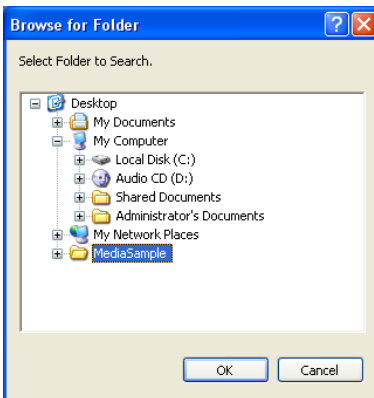 Browse for Folder
Select Folder to Search.
Desktop
My Documents
My Computer
Local Disk (C:)
Audio CD (D:)
Shared Documents
Administrator's Documents
My Network Places
MediaSample
OK Cancel